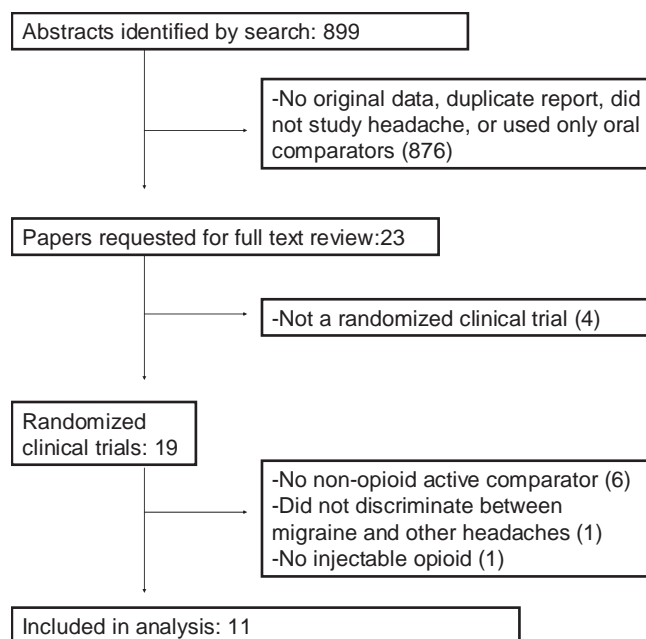 Abstracts identified by search: 899
-No original data, duplicate report, did
not study headache, or used only oral
comparators (876)
Papers requested for full text review:23
-Not a randomized clinical trial (4)
Randomized
clinical trials: 19
-No non-opioid active comparator (6)
-Did not discriminate between
migraine and other headaches (1)
-No injectable opioid (1)
Included in analysis: 11